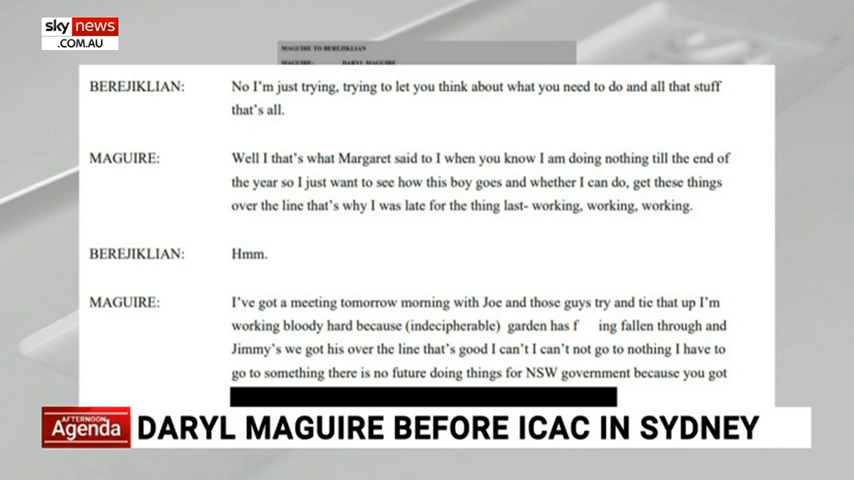 sky news
.COM.AU
MAGUIRE TO BEREJIKLIAN
MAGUIRE: DARYL MAGUIRE
BEREJIKLIAN: No I'm just trying, trying to let you think about what you need to do and all that stuff
that's all.
MAGUIRE: Well I that's what Margaret said to I when you know I am doing nothing till the end of
the year so I just want to see how this boy goes and whether I can do, get these things
over the line that's why I was late for the thing last- working, working, working.
BEREJIKLIAN: Hmm.
MAGUIRE: I've got a meeting tomorrow morning with Joe and those guys try and tie that up I'm
working bloody hard because (indecipherable) garden has f ing fallen through and
Jimmy's we got his over the line that's good I can't I can't not go to nothing I have to
go to something there is no future doing things for NSW government because you got
AFTERNOON
Agenda
DARYL MAGUIRE BEFORE ICAC IN SYDNEY